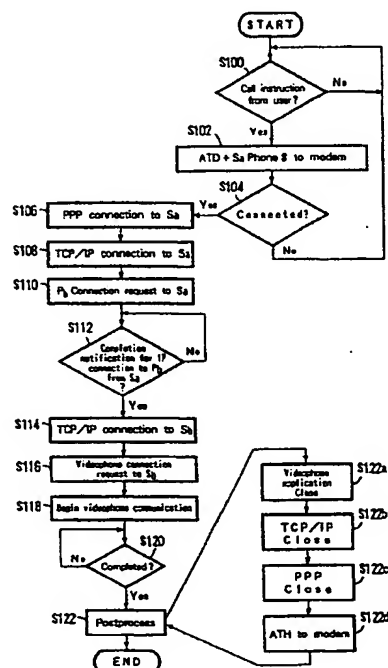 START
S100
Call instruction
from user?
No
Yes
S102
ATD + Sa Phone # to modem
S104
Connected?
Yes
No
S106
PPP connection to Sa
S108
TCP/IP connection to Sa
S110
Pb Connection request to Sa
S112
Completion
notification for IP
connection to Pb
from Sa
?
No
Yes
S114
TCP/IP connection to Sb
S116
Videophone connection
request to Sb
S118
Begin videophone communication
S120
Completed?
No
Yes
S122
Postprocess
END
S122a
Videophone
application
Close
S122b
TCP/IP
Close
S122c
PPP
Close
S122d
ATH to modem